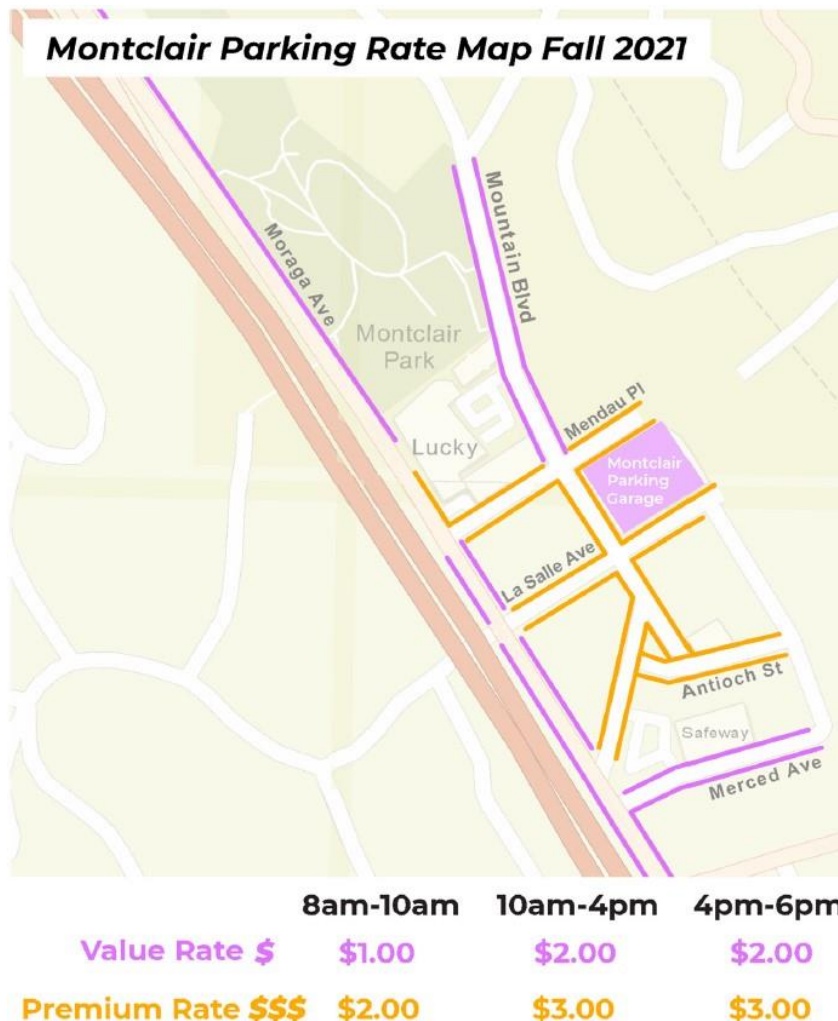 Montclair Parking Rate Map Fall 2021
Mountain Blvd
Moraga Ave
Montclair
Park
Mendau Pl
Lucky
Montclair
Parking
Garage
La Salle Ave
Antioch St
Safeway
Merced Ave
8am-10am 10am-4pm 4pm-6pm
Value Rate $ $1.00 $2.00 $2.00
Premium Rate $$$ $2.00 $3.00 $3.00